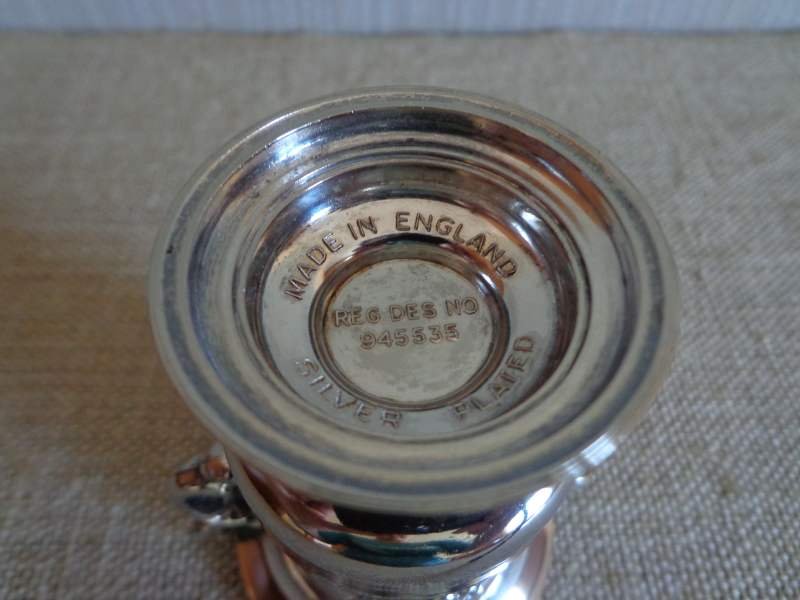 MADE IN ENGLAND
REG DES NO
945535
SILVER PLATED